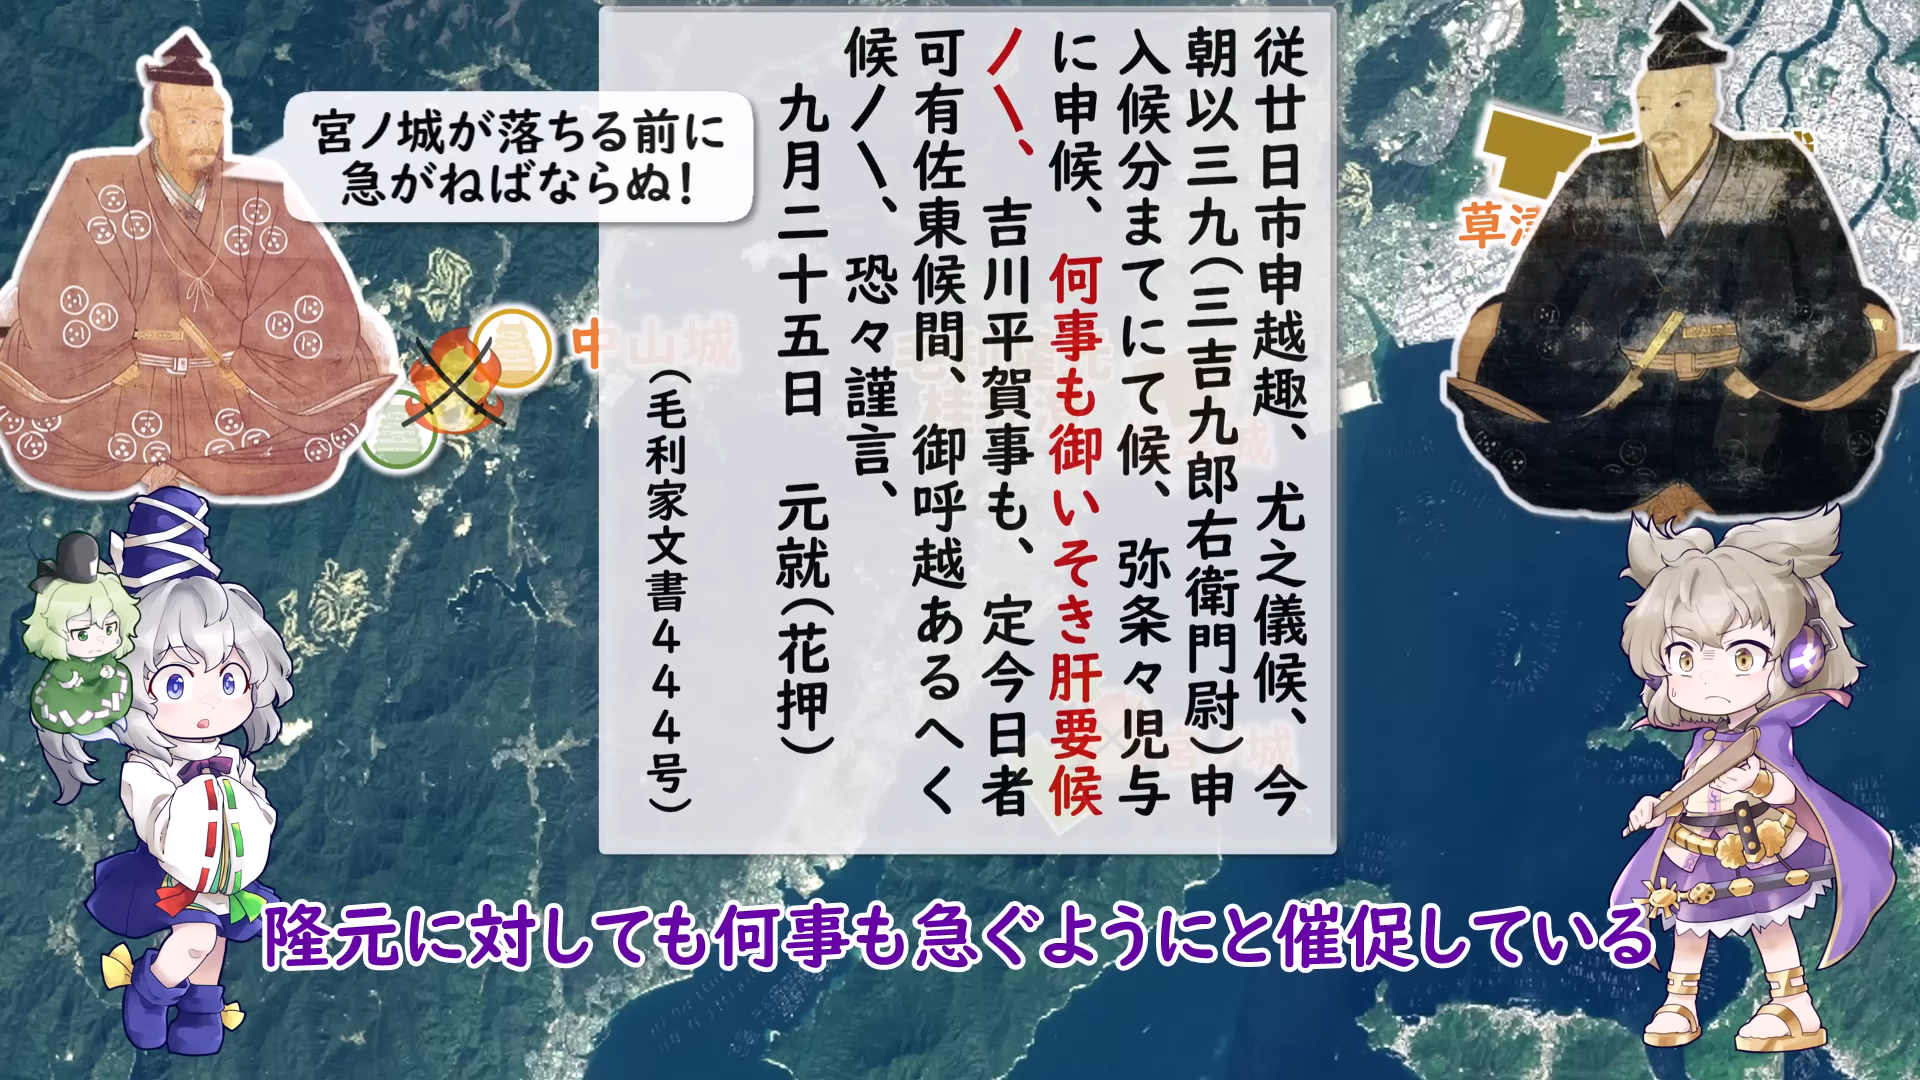 宮ノ城が落ちる前に
急がねばならぬ！
従廿日市申越趣、尤之儀候、今
朝以三九(三吉九郎右衛門尉)申
入候分まてにて候、弥条々児与
に申候、何事も御いそき肝要候
〳〵、吉川平賀事も、定今日者
可有佐東候間、御呼越あるへく
候〳〵、恐々謹言、
九月二十五日　元就(花押)
(毛利家文書４４４号)
中山城
草津
隆元に対しても何事も急ぐようにと催促している